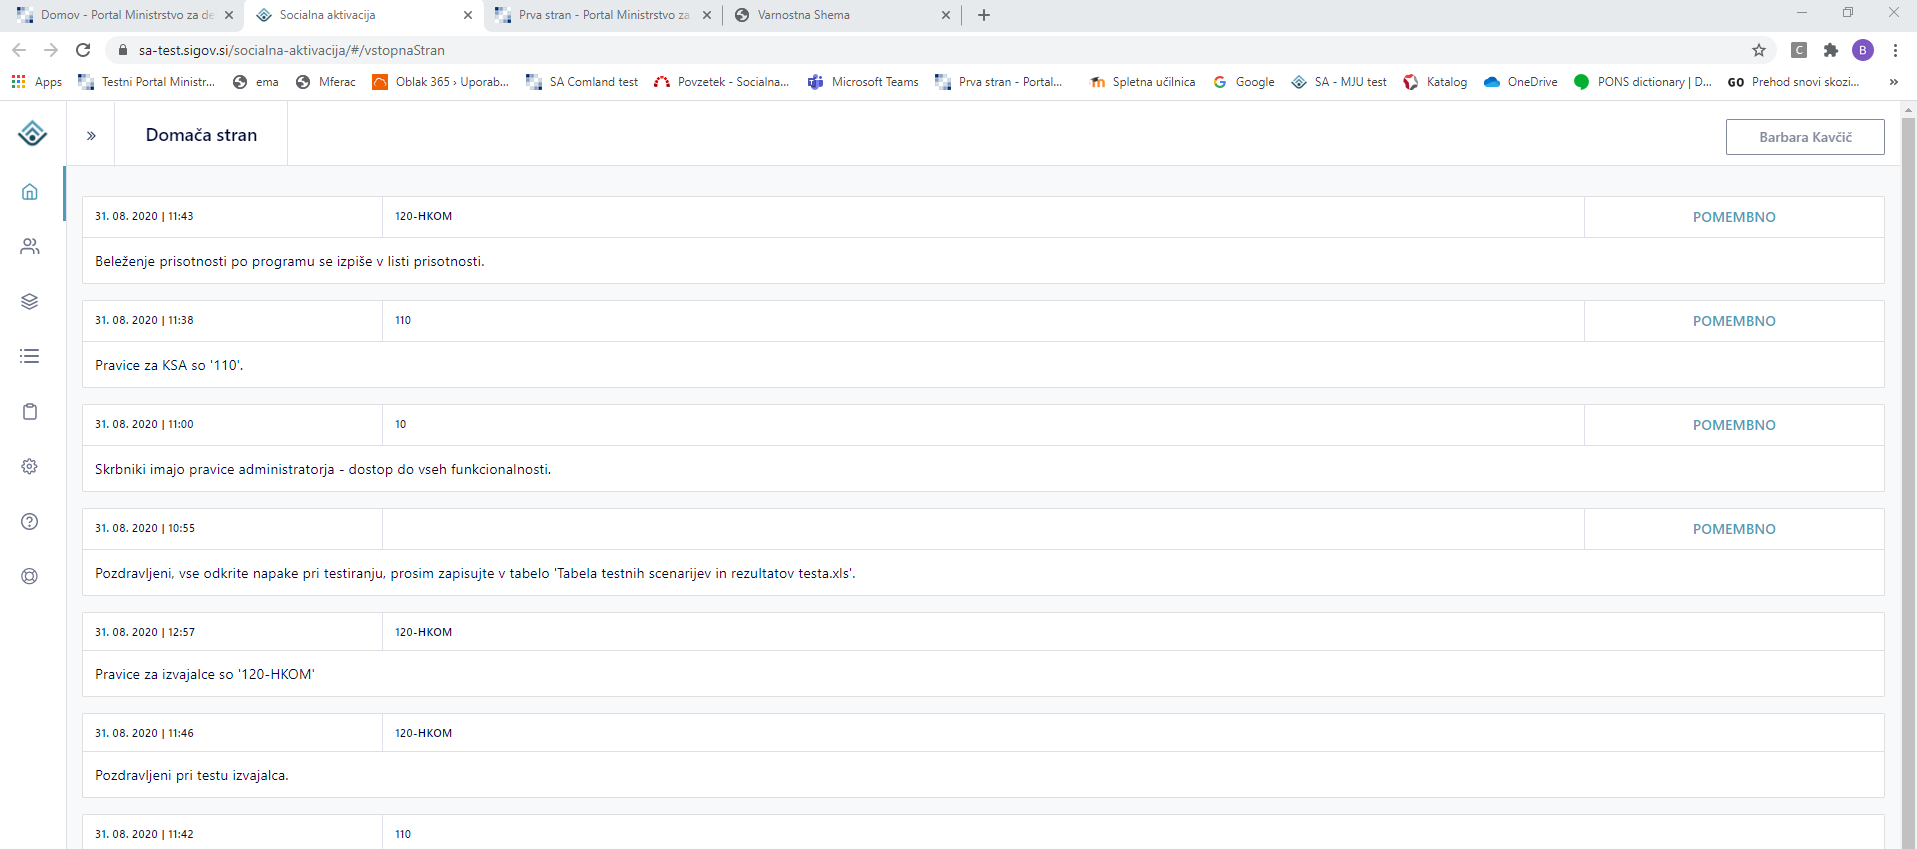 Domov - Portal Ministrstvo za de
Socialna aktivacija
Prva stran - Portal Ministrstvo za
Varnostna Shema
sa-test.sigov.si/socialna-aktivacija/#/vstopnaStran
C
B
Apps
Testni Portal Ministr...
ema
Mferac
Oblak 365 › Uporab...
SA Comland test
Povzetek - Socialna...
Microsoft Teams
Prva stran - Portal...
Spletna učilnica
Google
SA - MJU test
Katalog
OneDrive
PONS dictionary | D...
GO Prehod snovi skozi...
»
» Domača stran
Barbara Kavčič
31. 08. 2020 | 11:43 120-HKOM POMEMBNO
Beleženje prisotnosti po programu se izpiše v listi prisotnosti.
31. 08. 2020 | 11:38 110 POMEMBNO
Pravice za KSA so '110'.
31. 08. 2020 | 11:00 10 POMEMBNO
Skrbniki imajo pravice administratorja - dostop do vseh funkcionalnosti.
31. 08. 2020 | 10:55 POMEMBNO
Pozdravljeni, vse odkrite napake pri testiranju, prosim zapisujte v tabelo 'Tabela testnih scenarijev in rezultatov testa.xls'.
31. 08. 2020 | 12:57 120-HKOM
Pravice za izvajalce so '120-HKOM'
31. 08. 2020 | 11:46 120-HKOM
Pozdravljeni pri testu izvajalca.
31. 08. 2020 | 11:42 110